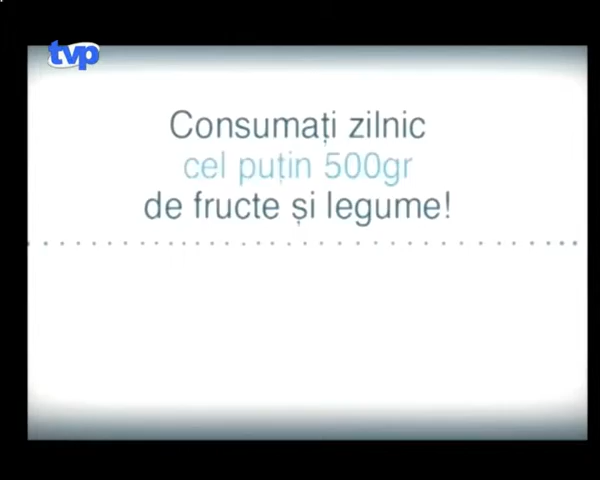 tvp
Consumați zilnic
cel puțin 500gr
de fructe și legume!